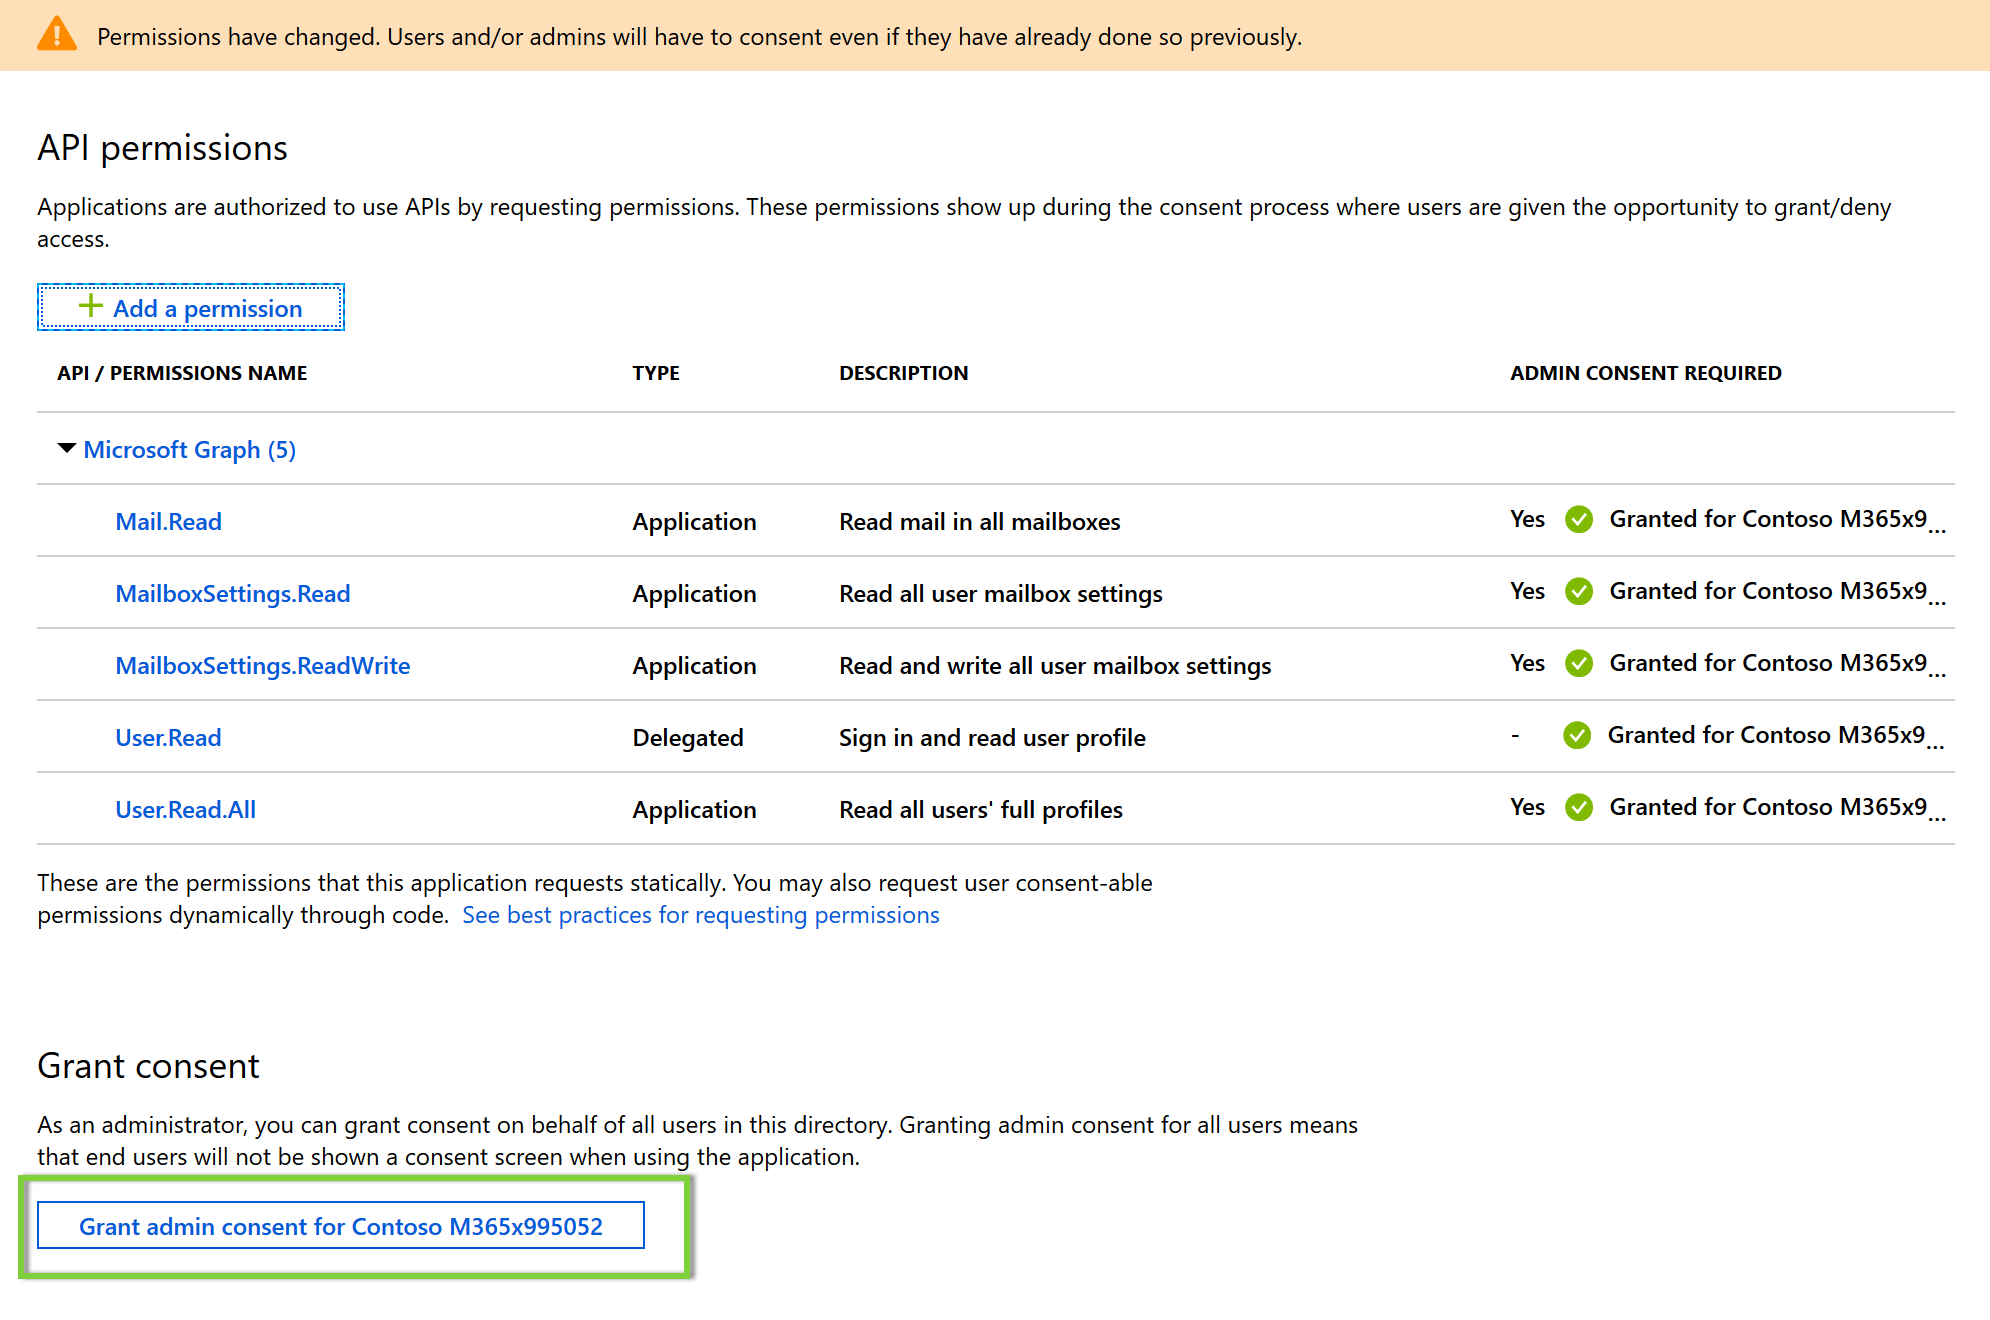 Permissions have changed. Users and/or admins will have to consent even if they have already done so previously.
API permissions
Applications are authorized to use APIs by requesting permissions. These permissions show up during the consent process where users are given the opportunity to grant/deny
access.
Add a permission
API / PERMISSIONS NAME TYPE DESCRIPTION ADMIN CONSENT REQUIRED
Microsoft Graph (5)
Mail.Read Application Read mail in all mailboxes Yes Granted for Contoso M365x9...
MailboxSettings.Read Application Read all user mailbox settings Yes Granted for Contoso M365x9...
MailboxSettings.ReadWrite Application Read and write all user mailbox settings Yes Granted for Contoso M365x9...
User.Read Delegated Sign in and read user profile - Granted for Contoso M365x9...
User.Read.All Application Read all users' full profiles Yes Granted for Contoso M365x9...
These are the permissions that this application requests statically. You may also request user consent-able
permissions dynamically through code. See best practices for requesting permissions
Grant consent
As an administrator, you can grant consent on behalf of all users in this directory. Granting admin consent for all users means
that end users will not be shown a consent screen when using the application.
Grant admin consent for Contoso M365x995052